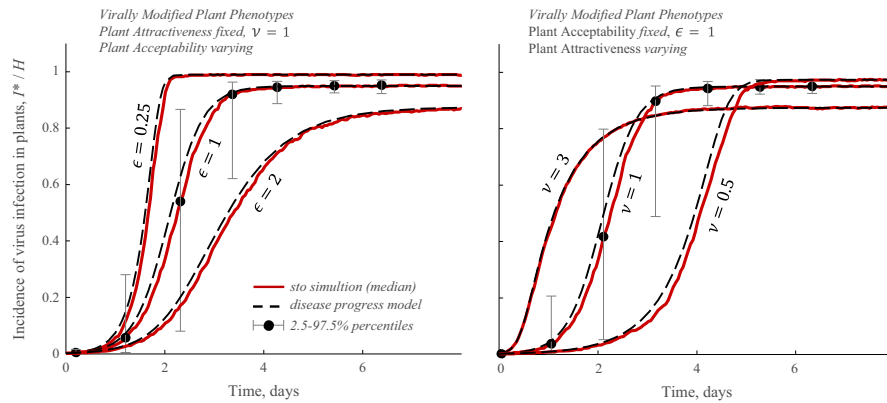 Virally Modified Plant Phenotypes
Plant Attractiveness fixed, ν = 1
Plant Acceptability varying
Incidence of virus infection in plants, I* / H
1
0.8
0.6
0.4
0.2
0
ϵ = 0.25
ϵ = 1
ϵ = 2
sto simultion (median)
disease progress model
2.5-97.5% percentiles
0 2 4 6
Time, days
Virally Modified Plant Phenotypes
Plant Acceptability fixed, ϵ = 1
Plant Attractiveness varying
ν = 3
ν = 1
ν = 0.5
0 2 4 6
Time, days